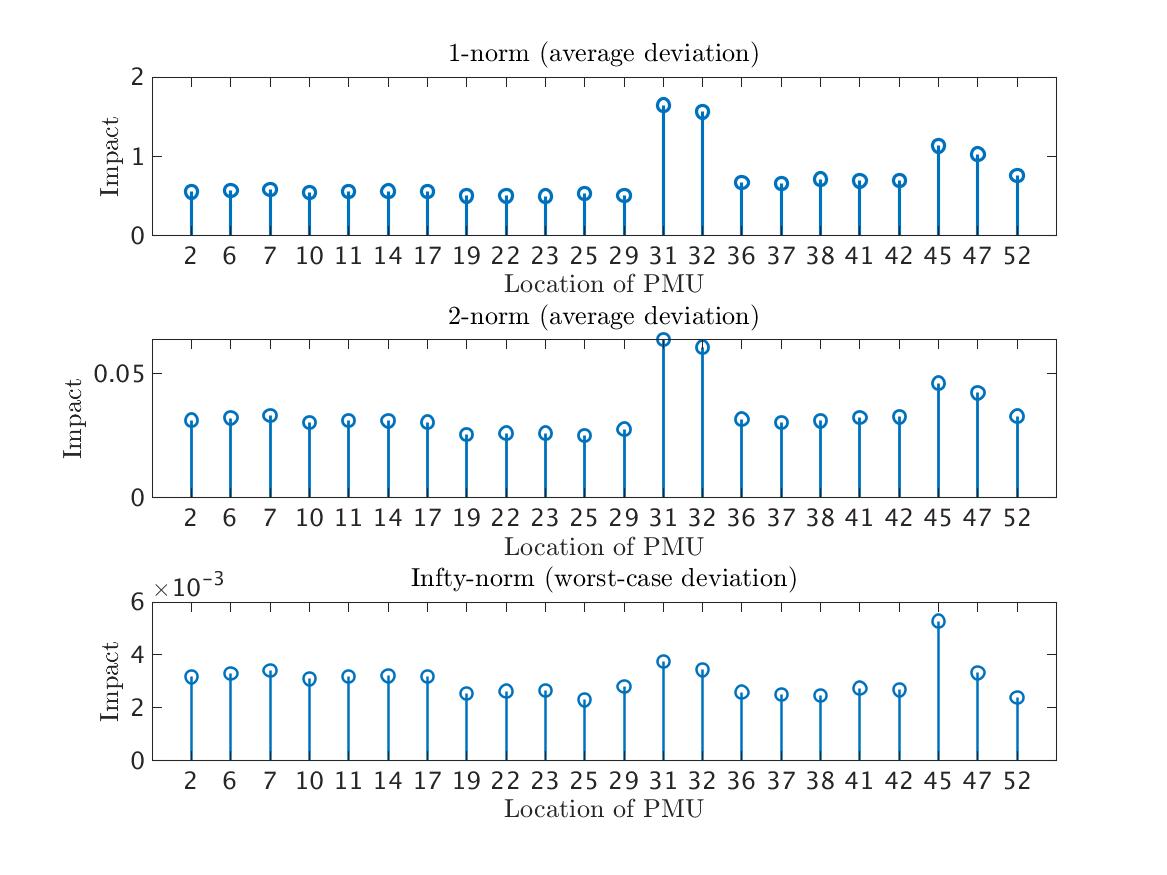 1-norm (average deviation)
2
1
0
Impact
2 6 7 10 11 14 17 19 22 23 25 29 31 32 36 37 38 41 42 45 47 52
Location of PMU
2-norm (average deviation)
0.05
0
Impact
2 6 7 10 11 14 17 19 22 23 25 29 31 32 36 37 38 41 42 45 47 52
Location of PMU
Infty-norm (worst-case deviation)
×10⁻³
6
4
2
0
Impact
2 6 7 10 11 14 17 19 22 23 25 29 31 32 36 37 38 41 42 45 47 52
Location of PMU